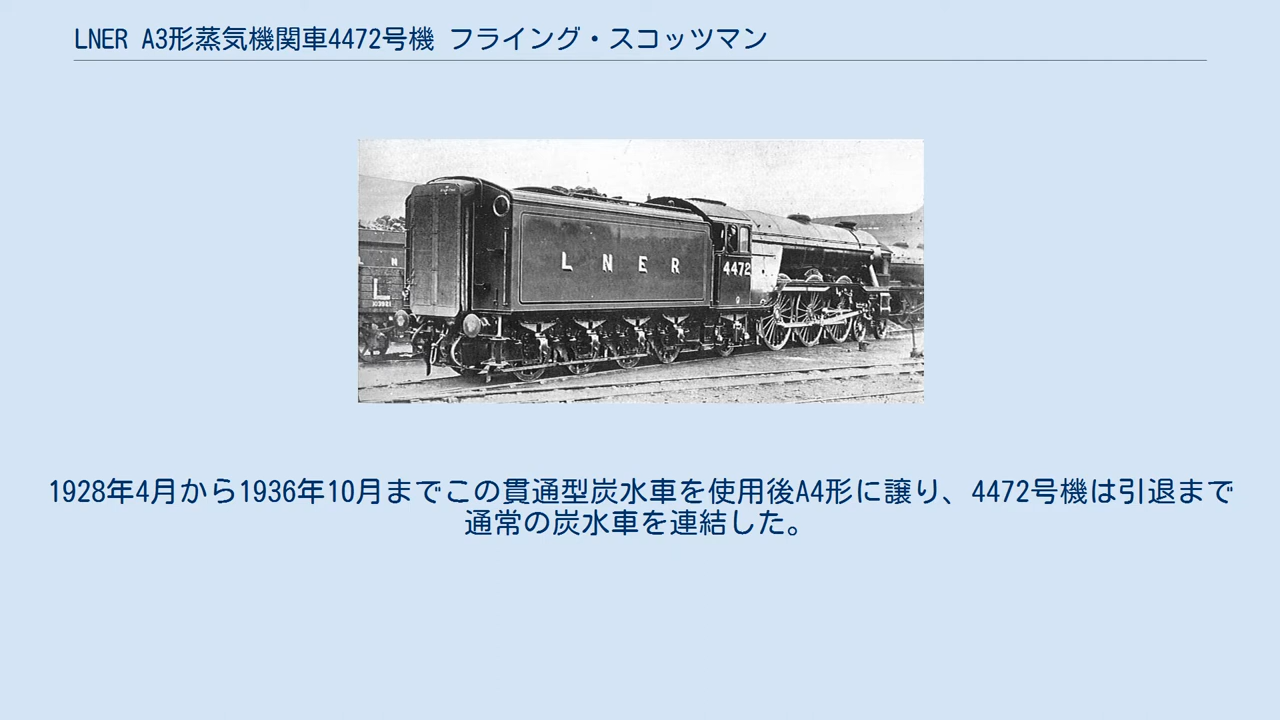 LNER A3形蒸気機関車4472号機 フライング・スコッツマン
L N E R
4472
L N
L
1928年4月から1936年10月までこの貫通型炭水車を使用後A4形に譲り、4472号機は引退まで
通常の炭水車を連結した。